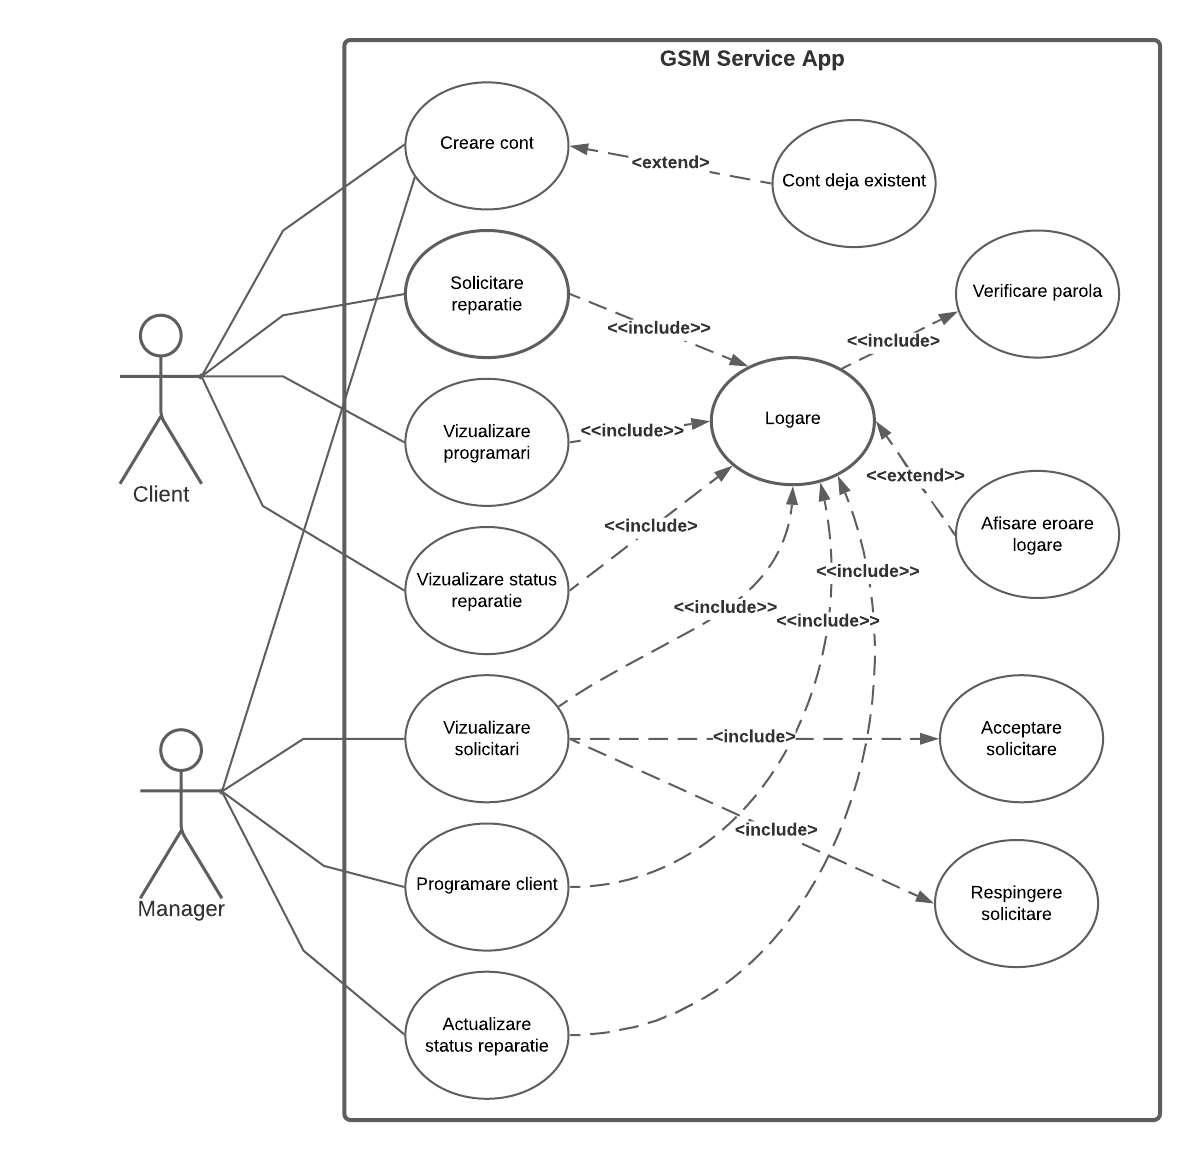 GSM Service App
Creare cont
<extend>
Cont deja existent
Solicitare
reparatie
<<include>>
Verificare parola
<<include>
Client
Vizualizare
programari
<<include>>
Logare
<<extend>>
Afisare eroare
logare
Vizualizare status
reparatie
<<include>
<<include>>
<<include>>
<<include>>
Vizualizare
solicitari
<include>
Acceptare
solicitare
<include>
Manager
Programare client
Respingere
solicitare
Actualizare
status reparatie